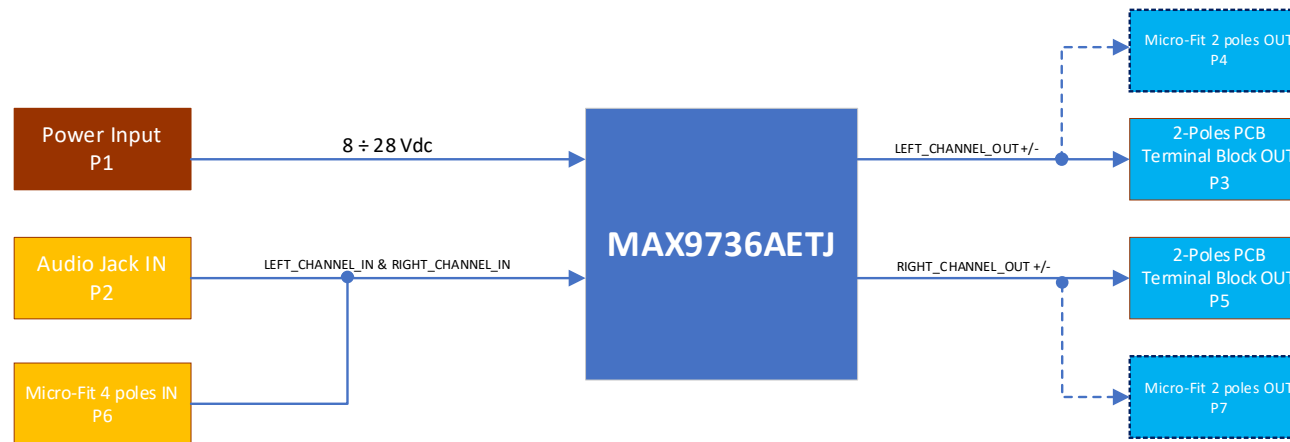 Power Input
P1
8 ÷ 28 Vdc
Audio Jack IN
P2
LEFT_CHANNEL_IN & RIGHT_CHANNEL_IN
Micro-Fit 4 poles IN
P6
MAX9736AETJ
LEFT_CHANNEL_OUT +/-
RIGHT_CHANNEL_OUT +/-
Micro-Fit 2 poles OUT
P4
2-Poles PCB
Terminal Block OUT
P3
2-Poles PCB
Terminal Block OUT
P5
Micro-Fit 2 poles OUT
P7